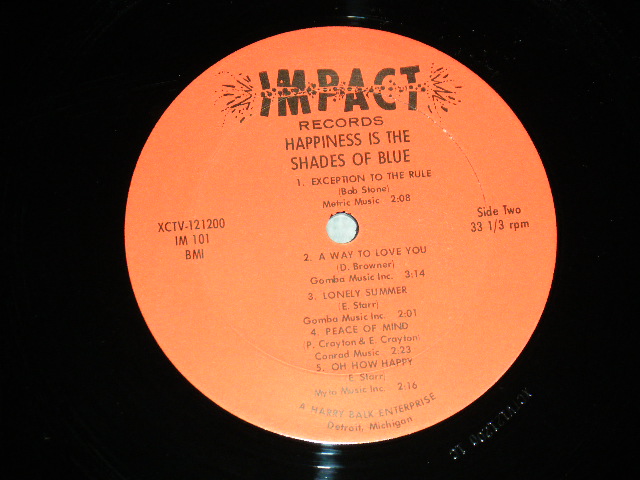 IMPACT
RECORDS
HAPPINESS IS THE
SHADES OF BLUE
1. EXCEPTION TO THE RULE
(Bob Stone)
Metric Music 2:08
XCTV-121200
IM 101
BMI
Side Two
33 1/3 rpm
2. A WAY TO LOVE YOU
(D. Browner)
Gomba Music Inc. 3:14
3. LONELY SUMMER
(E. Starr)
Gomba Music Inc. 2:01
4. PEACE OF MIND
(P. Crayton & E. Crayton)
Conrad Music 2:23
5. OH HOW HAPPY
(E. Starr)
Myto Music Inc. 2:16
A HARRY BALK ENTERPRISE
Detroit, Michigan